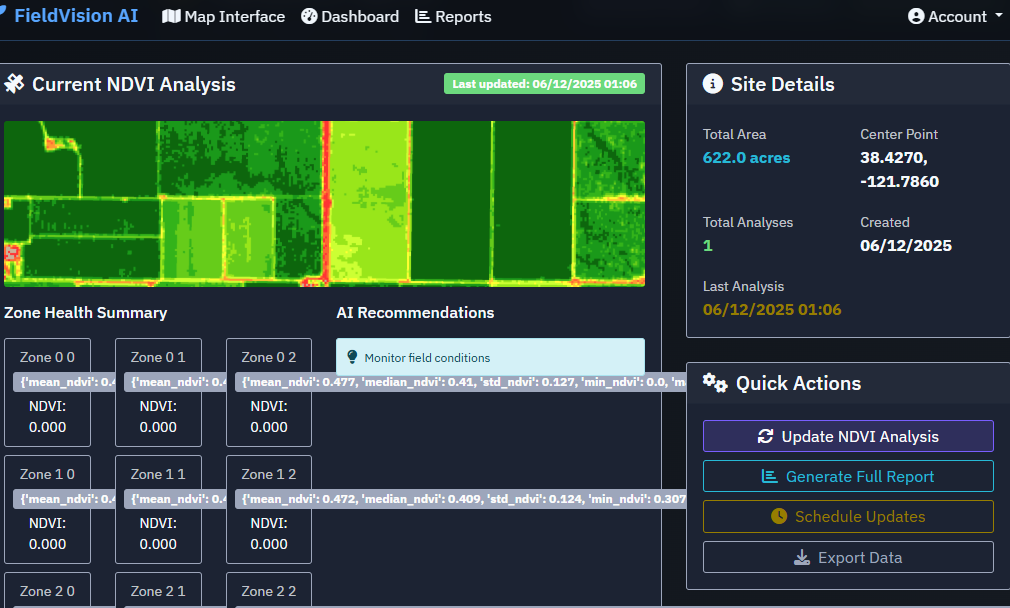 FieldVision AI
Map Interface
Dashboard
Reports
Account
Current NDVI Analysis
Last updated: 06/12/2025 01:06
Zone Health Summary
Zone 0 0
{'mean_ndvi': 0.4
NDVI:
0.000
Zone 0 1
{'mean_ndvi': 0.4
NDVI:
0.000
Zone 0 2
{'mean_ndvi': 0.477, 'median_ndvi': 0.41, 'std_ndvi': 0.127, 'min_ndvi': 0.0, 'm
NDVI:
0.000
Zone 1 0
{'mean_ndvi': 0.4
NDVI:
0.000
Zone 1 1
{'mean_ndvi': 0.4
NDVI:
0.000
Zone 1 2
{'mean_ndvi': 0.472, 'median_ndvi': 0.409, 'std_ndvi': 0.124, 'min_ndvi': 0.307
NDVI:
0.000
Zone 2 0
Zone 2 1
Zone 2 2
AI Recommendations
Monitor field conditions
Site Details
Total Area
622.0 acres
Center Point
38.4270,
-121.7860
Total Analyses
1
Created
06/12/2025
Last Analysis
06/12/2025 01:06
Quick Actions
Update NDVI Analysis
Generate Full Report
Schedule Updates
Export Data